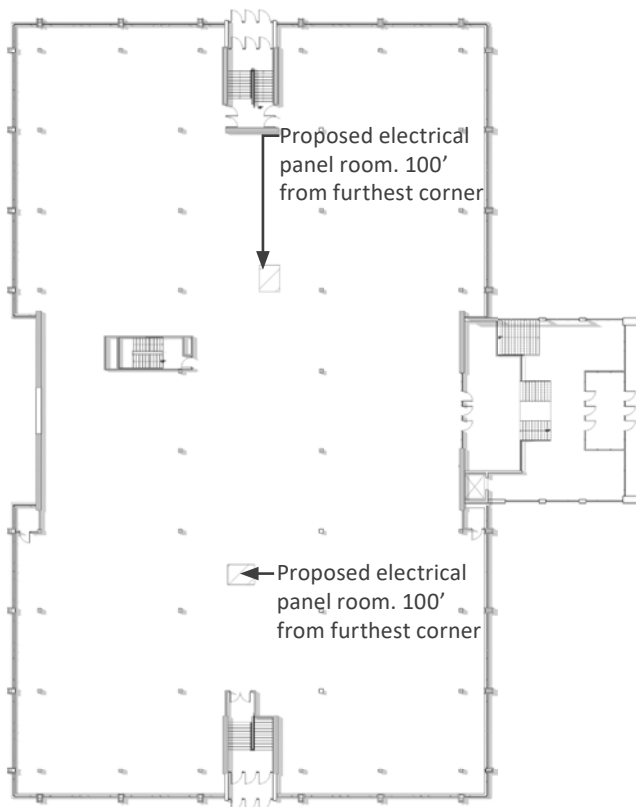 Proposed electrical
panel room. 100’
from furthest corner
Proposed electrical
panel room. 100’
from furthest corner